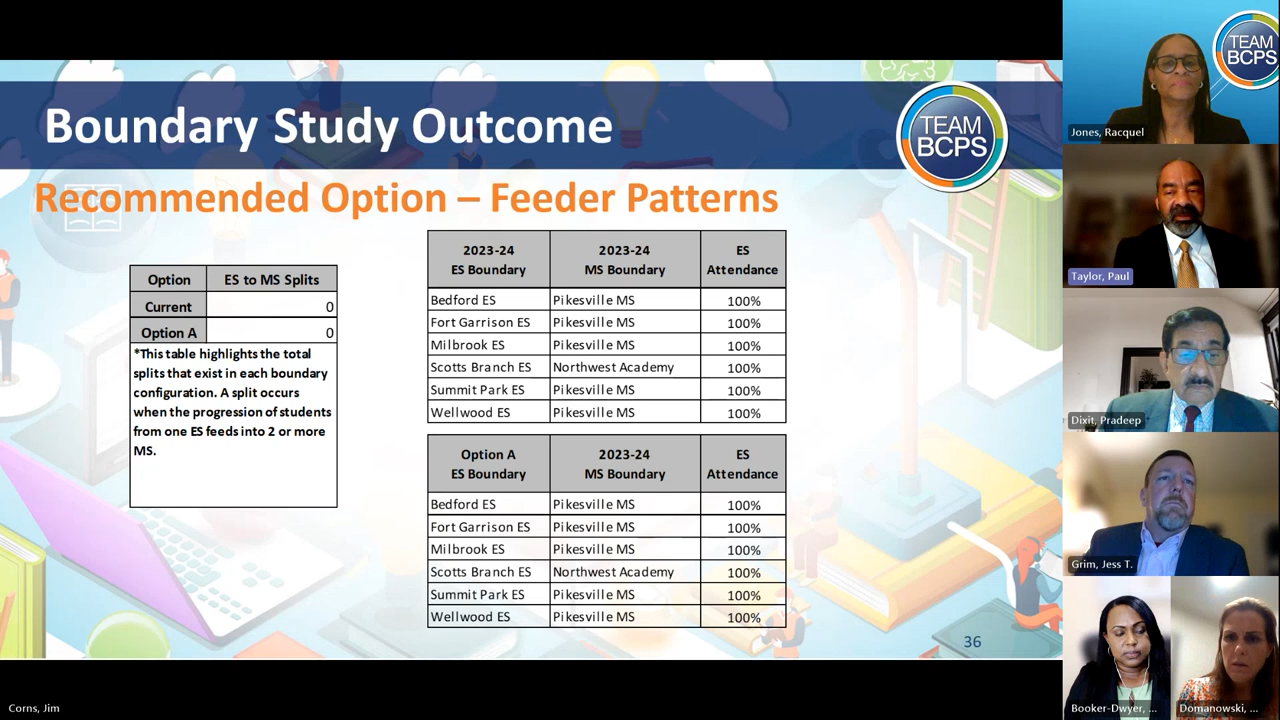 Boundary Study Outcome
TEAM
BCPS
Recommended Option – Feeder Patterns
Option ES to MS Splits
Current 0
Option A 0
*This table highlights the total
splits that exist in each boundary
configuration. A split occurs
when the progression of students
from one ES feeds into 2 or more
MS.
2023-24 2023-24 ES
ES Boundary MS Boundary Attendance
Bedford ES Pikesville MS 100%
Fort Garrison ES Pikesville MS 100%
Milbrook ES Pikesville MS 100%
Scotts Branch ES Northwest Academy 100%
Summit Park ES Pikesville MS 100%
Wellwood ES Pikesville MS 100%
Option A 2023-24 ES
ES Boundary MS Boundary Attendance
Bedford ES Pikesville MS 100%
Fort Garrison ES Pikesville MS 100%
Milbrook ES Pikesville MS 100%
Scotts Branch ES Northwest Academy 100%
Summit Park ES Pikesville MS 100%
Wellwood ES Pikesville MS 100%
36
Corns, Jim
TEAM
BCPS
Jones, Racquel
Taylor, Paul
Dixit, Pradeep
Grim, Jess T.
Booker-Dwyer, ...
Domanowski, ...